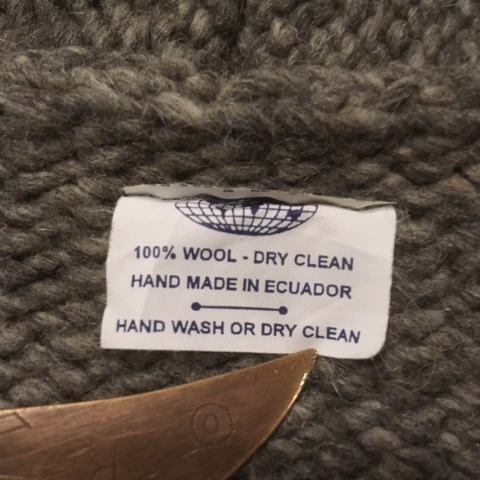 100% WOOL - DRY CLEAN
HAND MADE IN ECUADOR
HAND WASH OR DRY CLEAN